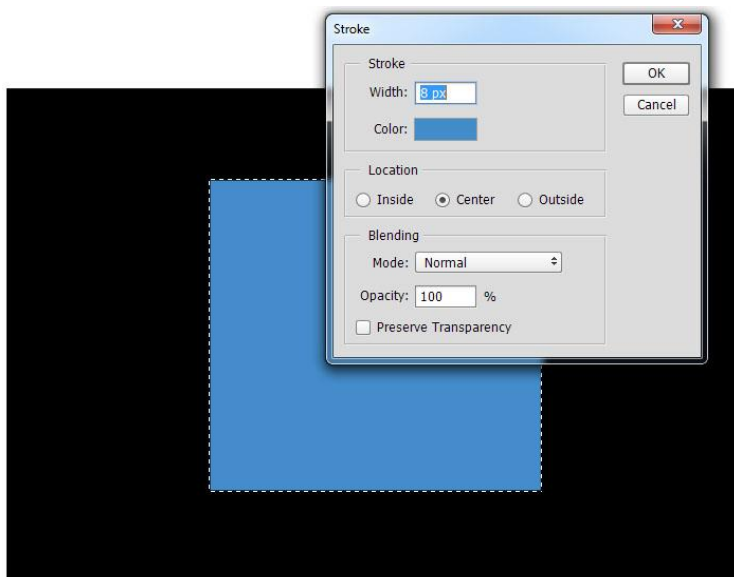 Stroke
Stroke
Width: 8 px
Color:
OK
Cancel
Location
Inside Center Outside
Blending
Mode: Normal
Opacity: 100 %
Preserve Transparency